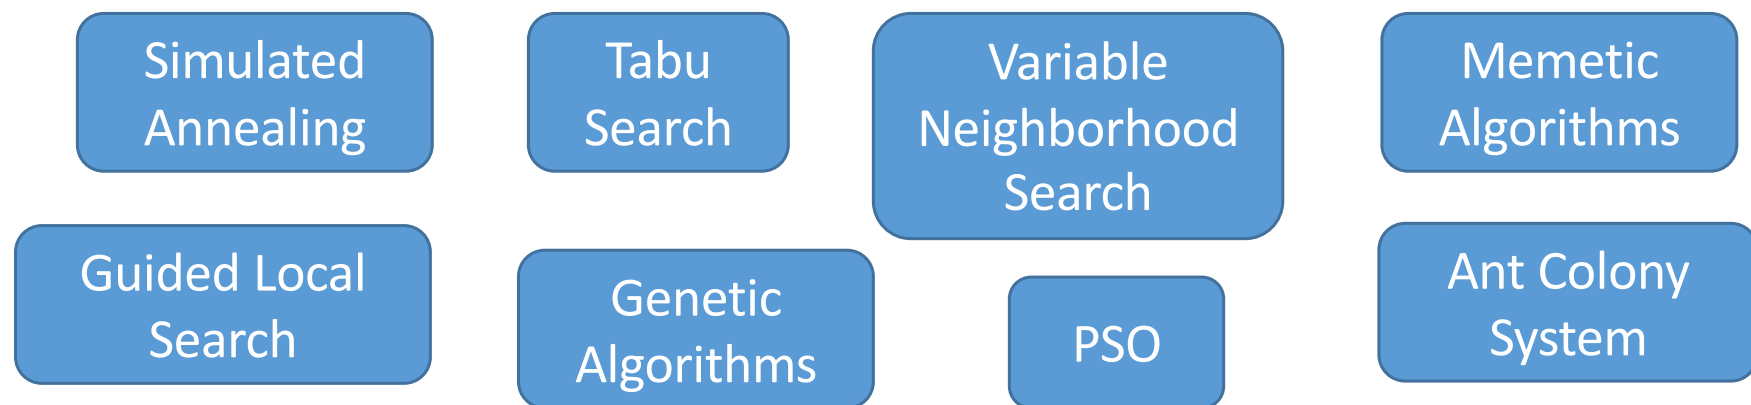 Simulated
Annealing
Tabu
Search
Variable
Neighborhood
Search
Memetic
Algorithms
Guided Local
Search
Genetic
Algorithms
PSO
Ant Colony
System